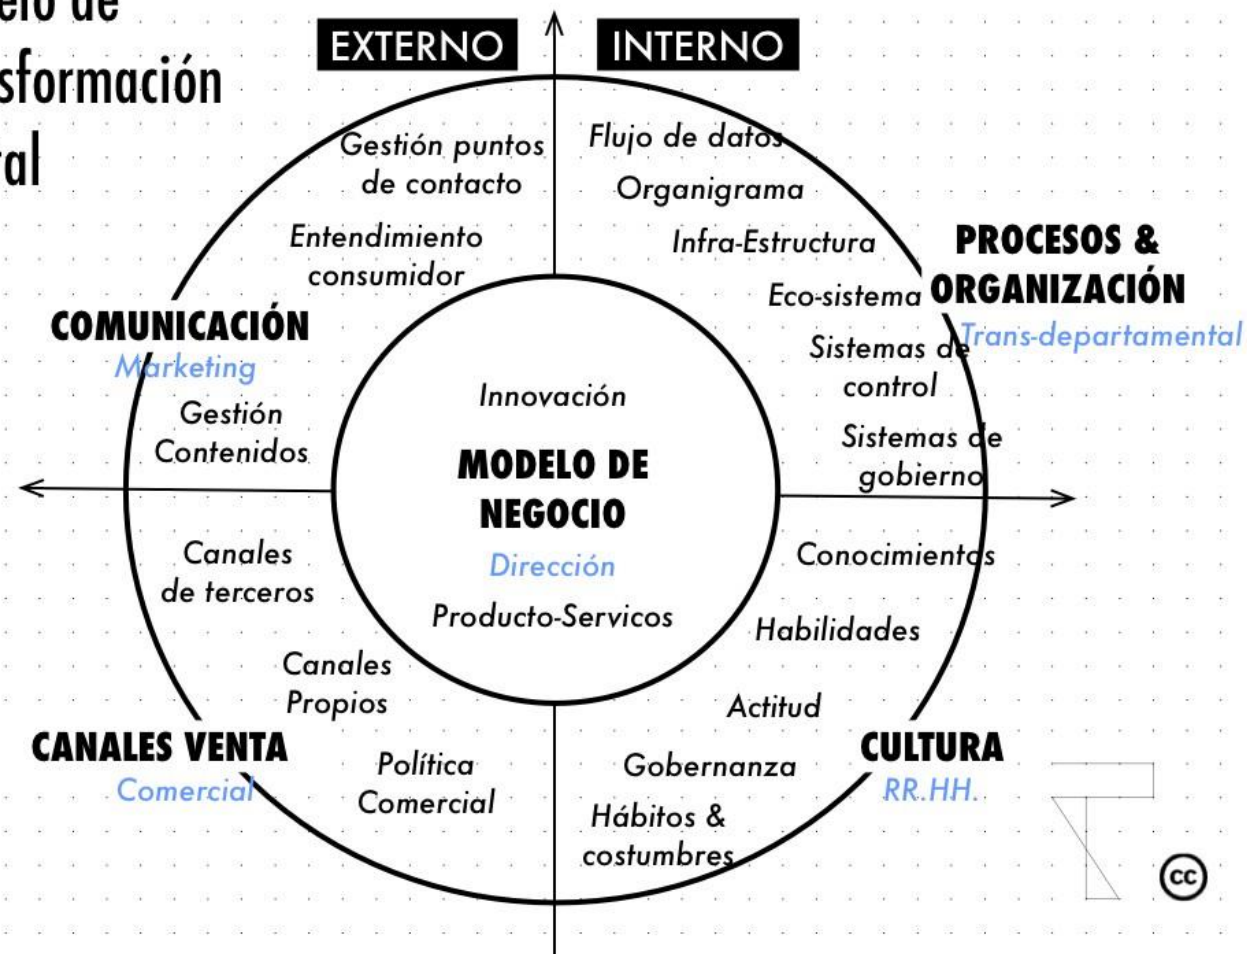 elo de
sformación
al
EXTERNO
INTERNO
Gestión puntos
de contacto
Entendimiento
consumidor
COMUNICACIÓN
Marketing
Gestión
Contenidos
Flujo de datos
Organigrama
Infra-Estructura
Eco-sistema
PROCESOS &
ORGANIZACIÓN
Trans-departamental
Sistemas de
control
Sistemas de
gobierno
Innovación
MODELO DE
NEGOCIO
Dirección
Producto-Servicos
Canales
de terceros
Canales
Propios
CANALES VENTA
Comercial
Política
Comercial
Conocimientos
Habilidades
Actitud
CULTURA
RR.HH.
Gobernanza
Hábitos &
costumbres
cc